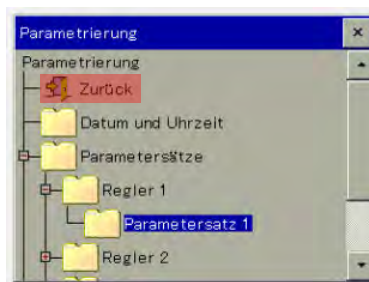 Parametrierung
Parametrierung
Zurück
Datum und Uhrzeit
Parametersätze
Regler 1
Parametersatz 1
Regler 2